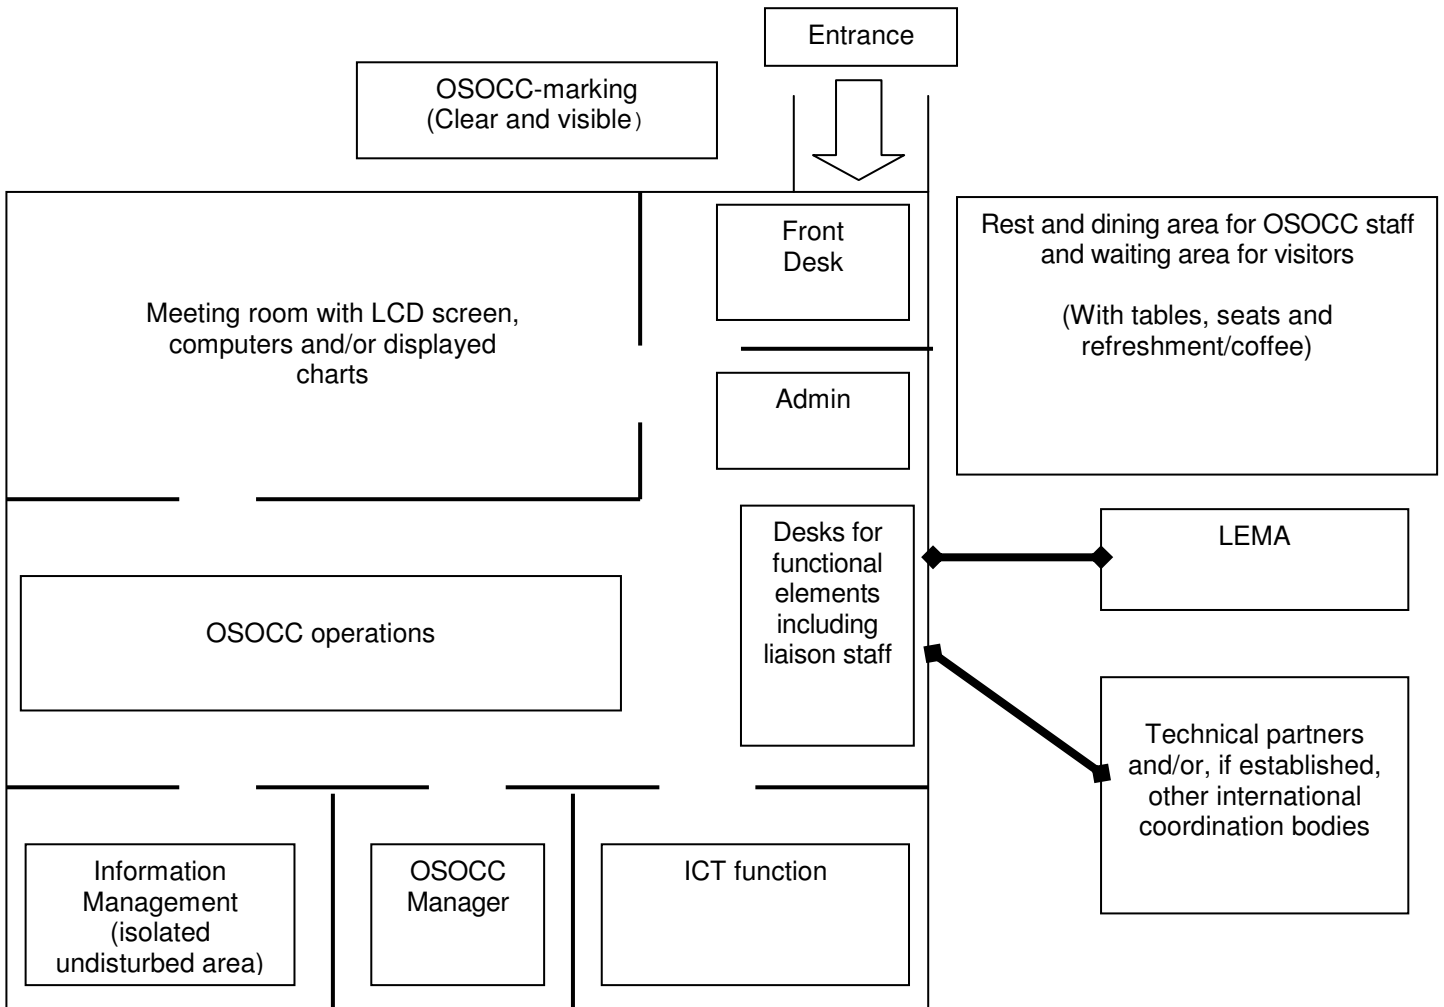 Entrance
OSOCC-marking
(Clear and visible)
Front
Desk
Rest and dining area for OSOCC staff
and waiting area for visitors
(With tables, seats and
refreshment/coffee)
Meeting room with LCD screen,
computers and/or displayed
charts
Admin
Desks for
functional
elements
including
liaison staff
LEMA
OSOCC operations
Technical partners
and/or, if established,
other international
coordination bodies
Information
Management
(isolated
undisturbed area)
OSOCC
Manager
ICT function